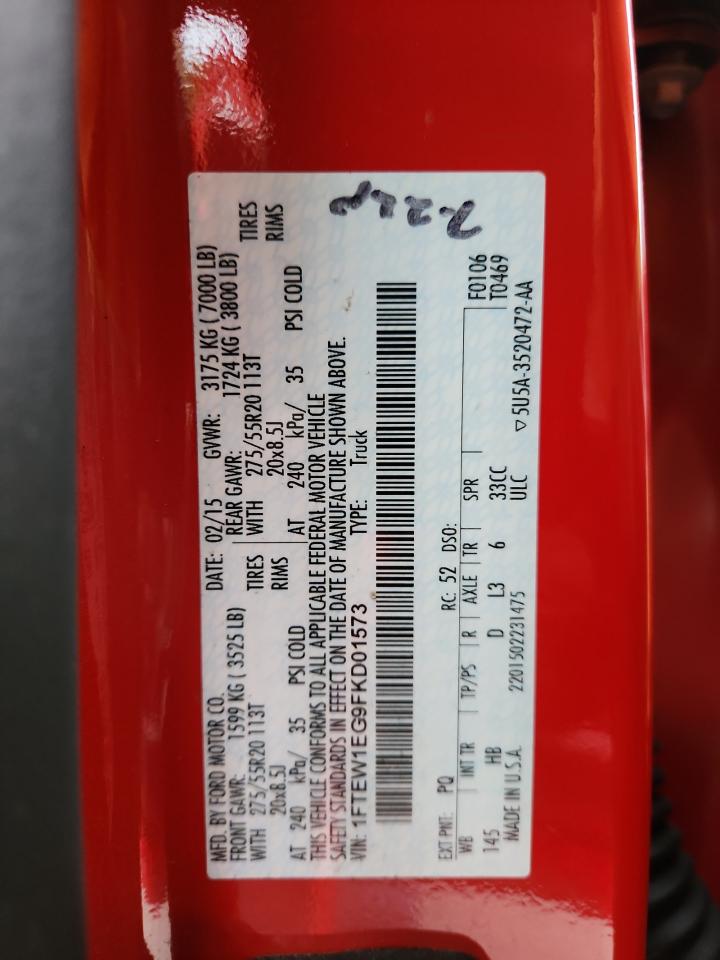 MFD. BY FORD MOTOR CO. DATE: 02/15 GVWR: 3175 KG ( 7000 LB)
FRONT GAWR: 1599 KG ( 3525 LB) REAR GAWR: 1724 KG ( 3800 LB)
WITH 275/55R20 113T TIRES WITH 275/55R20 113T TIRES
20x8.5J RIMS 20x8.5J RIMS
AT 240 kPa/ 35 PSI COLD AT 240 kPa/ 35 PSI COLD
THIS VEHICLE CONFORMS TO ALL APPLICABLE FEDERAL MOTOR VEHICLE
SAFETY STANDARDS IN EFFECT ON THE DATE OF MANUFACTURE SHOWN ABOVE.
VIN: 1FTEW1EG9FKD01573 TYPE: Truck
EXT PNT: PQ RC: 52 DSO:
WB INT TR TP/PS R AXLE TR SPR F0106
145 HB D L3 6 33CC T0469
MADE IN U.S.A. 2201502231475 ULC ▽5U5A-3520472-AA